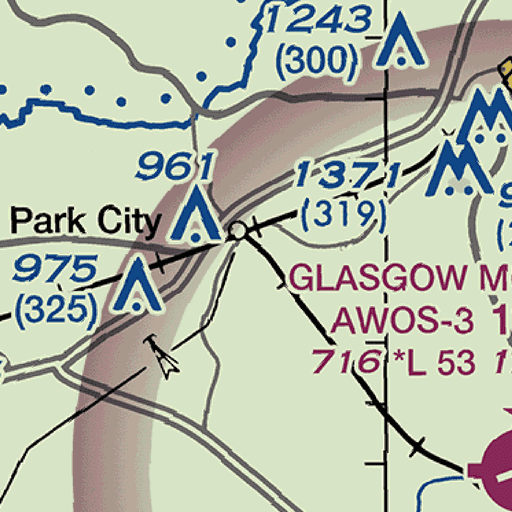 1243
(300)
961
1371
(319)
Park City
975
(325)
GLASGOW
AWOS-3
716 *L 53